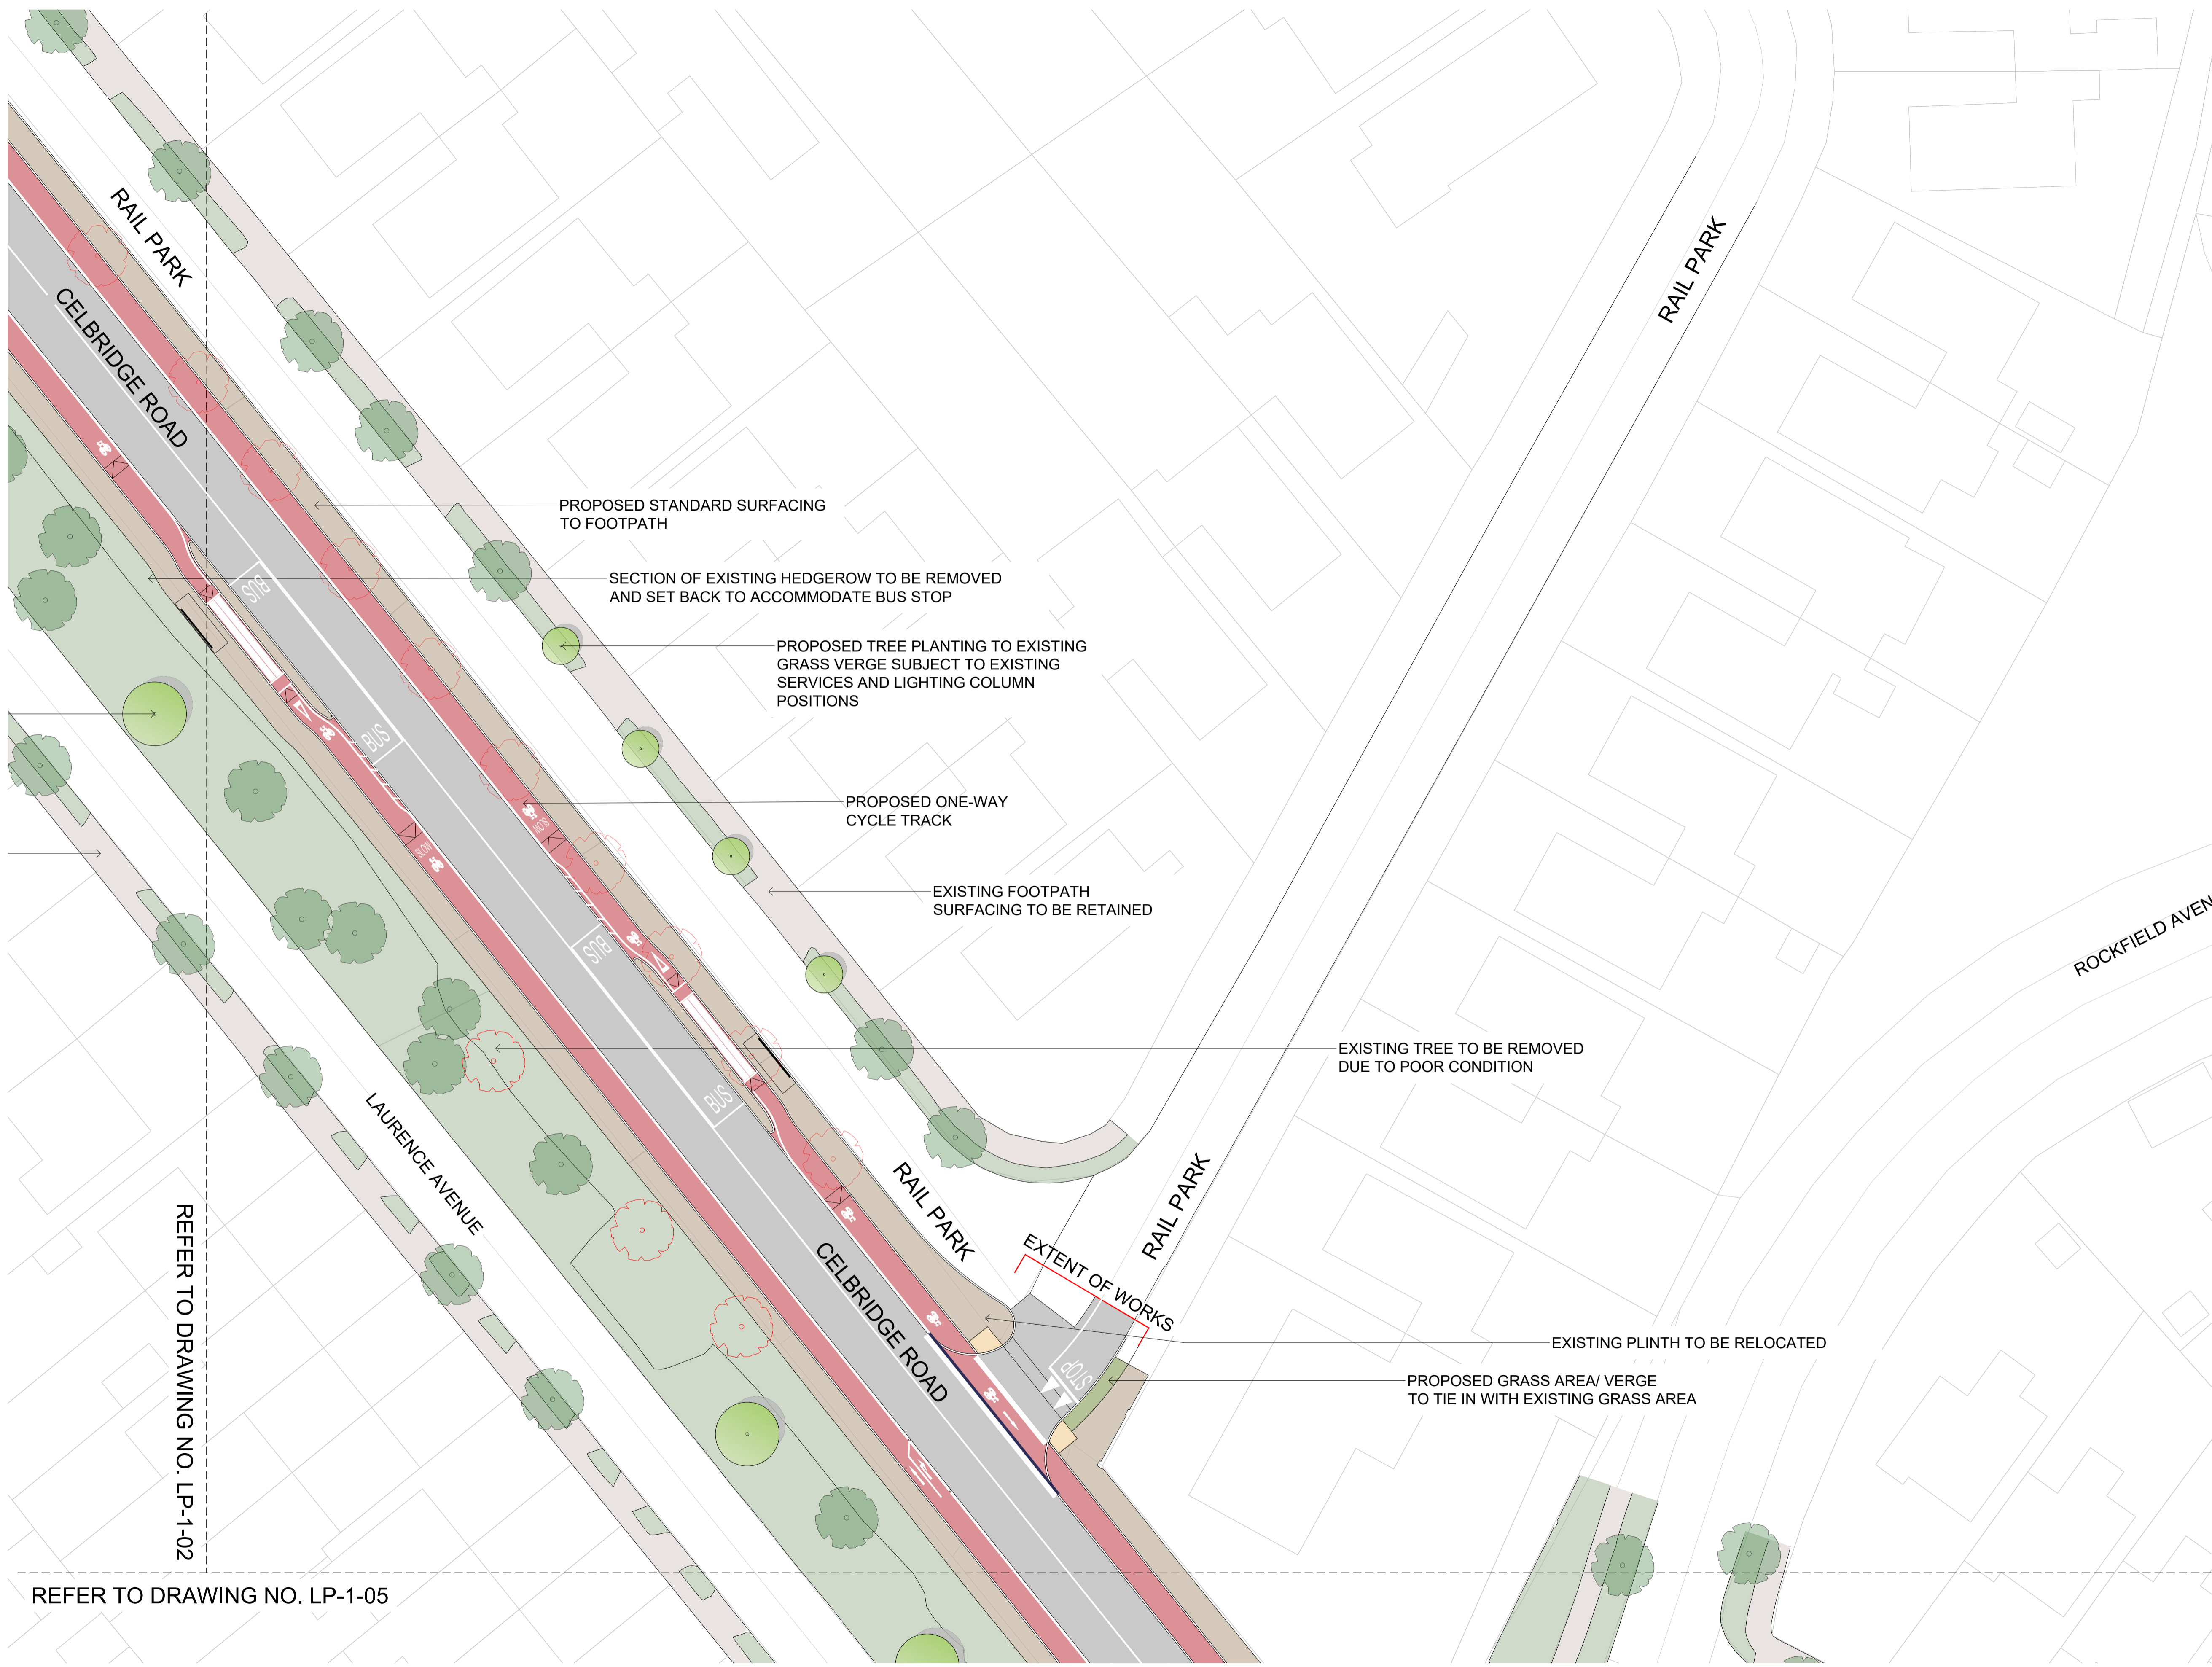 RAIL PARK
RAIL PARK
CELBRIDGE ROAD
PROPOSED STANDARD SURFACING
TO FOOTPATH
SECTION OF EXISTING HEDGEROW TO BE REMOVED
AND SET BACK TO ACCOMMODATE BUS STOP
BUS
PROPOSED TREE PLANTING TO EXISTING
GRASS VERGE SUBJECT TO EXISTING
SERVICES AND LIGHTING COLUMN
POSITIONS
BUS
PROPOSED ONE-WAY
CYCLE TRACK
SLOW
SLOW
EXISTING FOOTPATH
SURFACING TO BE RETAINED
ROCKFIELD AVEN
BUS
EXISTING TREE TO BE REMOVED
DUE TO POOR CONDITION
BUS
LAURENCE AVENUE
RAIL PARK
RAIL PARK
EXTENT OF WORKS
CELBRIDGE ROAD
EXISTING PLINTH TO BE RELOCATED
STOP
PROPOSED GRASS AREA/ VERGE
TO TIE IN WITH EXISTING GRASS AREA
REFER TO DRAWING NO. LP-1-02
REFER TO DRAWING NO. LP-1-05